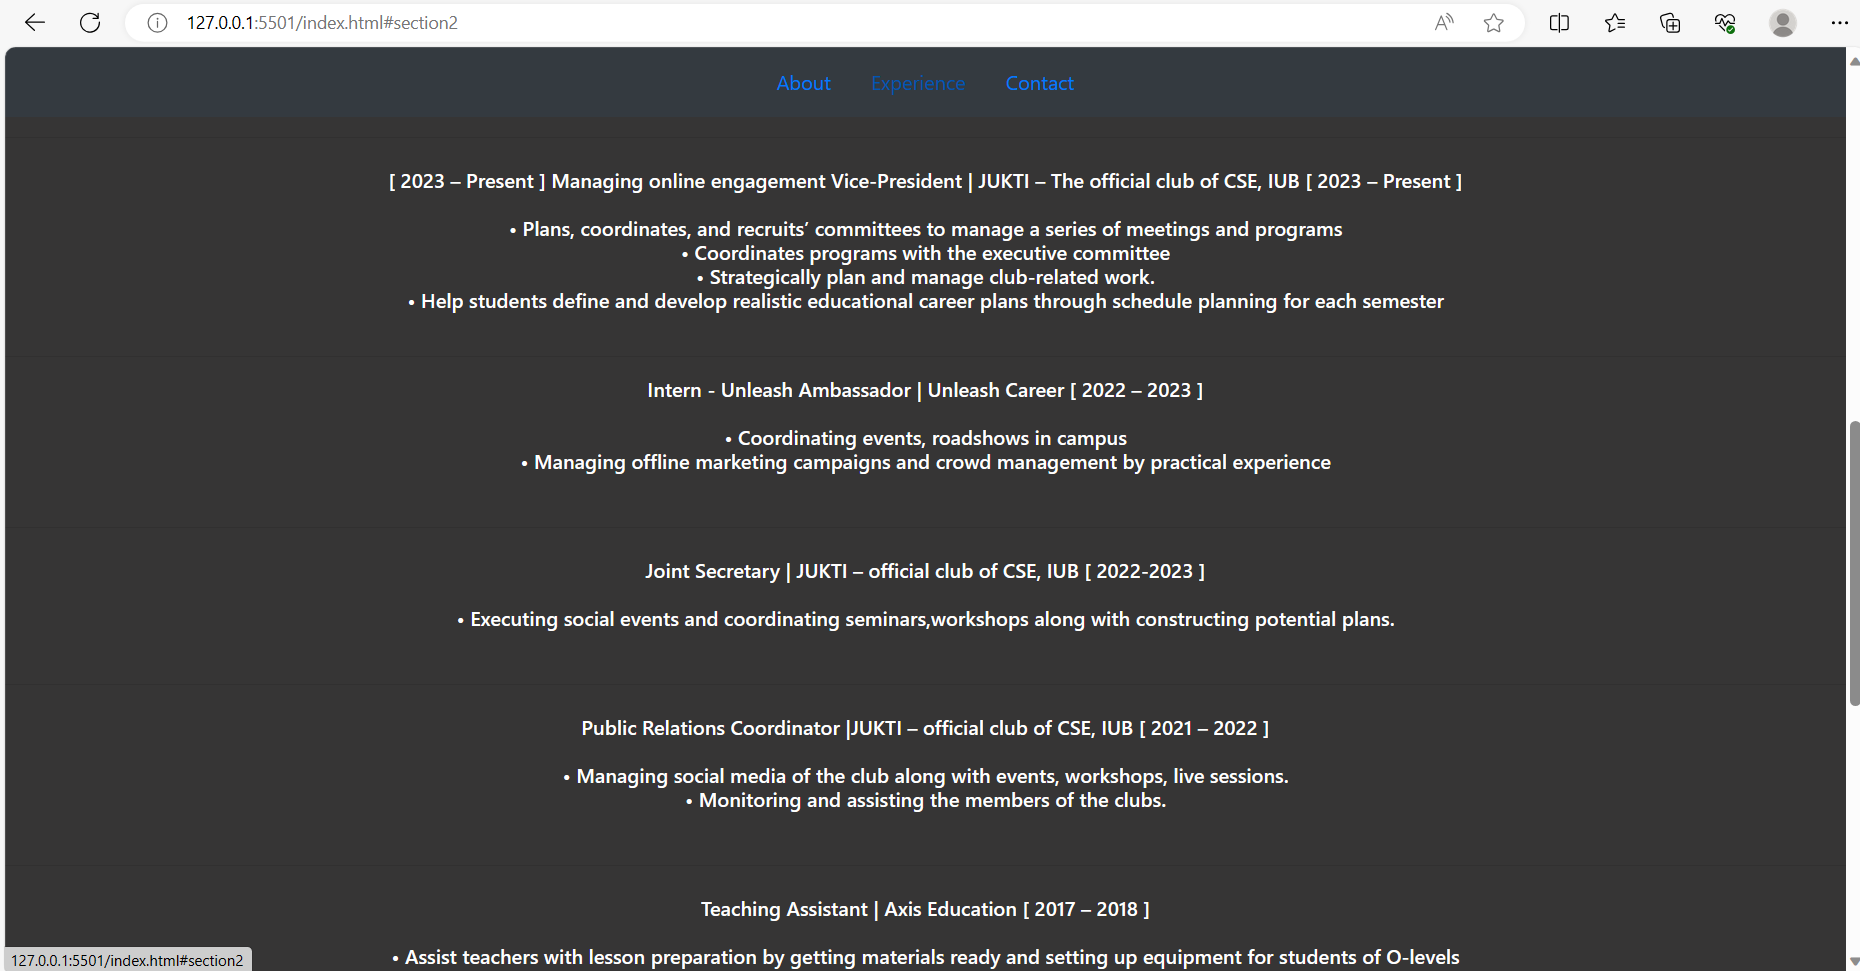 127.0.0.1:5501/index.html#section2
About Experience Contact
[ 2023 – Present ] Managing online engagement Vice-President | JUKTI – The official club of CSE, IUB [ 2023 – Present ]
• Plans, coordinates, and recruits’ committees to manage a series of meetings and programs
• Coordinates programs with the executive committee
• Strategically plan and manage club-related work.
• Help students define and develop realistic educational career plans through schedule planning for each semester
Intern - Unleash Ambassador | Unleash Career [ 2022 – 2023 ]
• Coordinating events, roadshows in campus
• Managing offline marketing campaigns and crowd management by practical experience
Joint Secretary | JUKTI – official club of CSE, IUB [ 2022-2023 ]
• Executing social events and coordinating seminars,workshops along with constructing potential plans.
Public Relations Coordinator |JUKTI – official club of CSE, IUB [ 2021 – 2022 ]
• Managing social media of the club along with events, workshops, live sessions.
• Monitoring and assisting the members of the clubs.
Teaching Assistant | Axis Education [ 2017 – 2018 ]
• Assist teachers with lesson preparation by getting materials ready and setting up equipment for students of O-levels
127.0.0.1:5501/index.html#section2